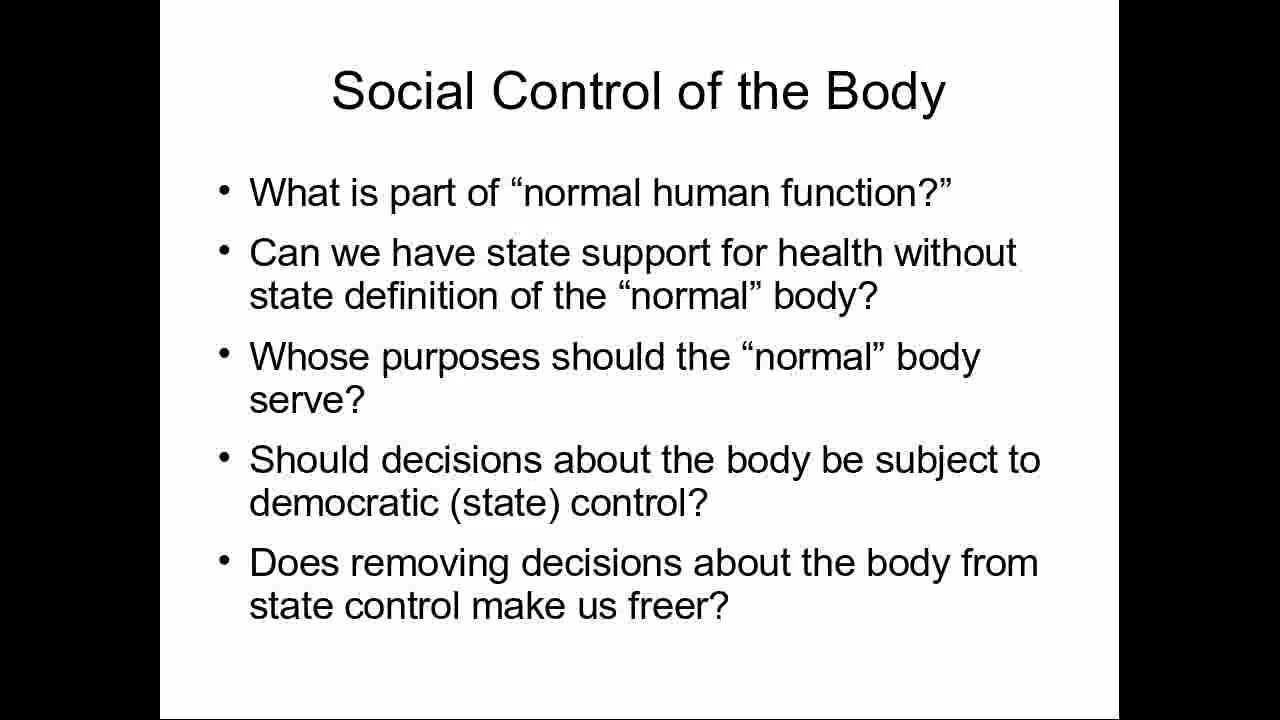 Social Control of the Body
• What is part of “normal human function?”
• Can we have state support for health without
state definition of the “normal” body?
• Whose purposes should the “normal” body
serve?
• Should decisions about the body be subject to
democratic (state) control?
• Does removing decisions about the body from
state control make us freer?